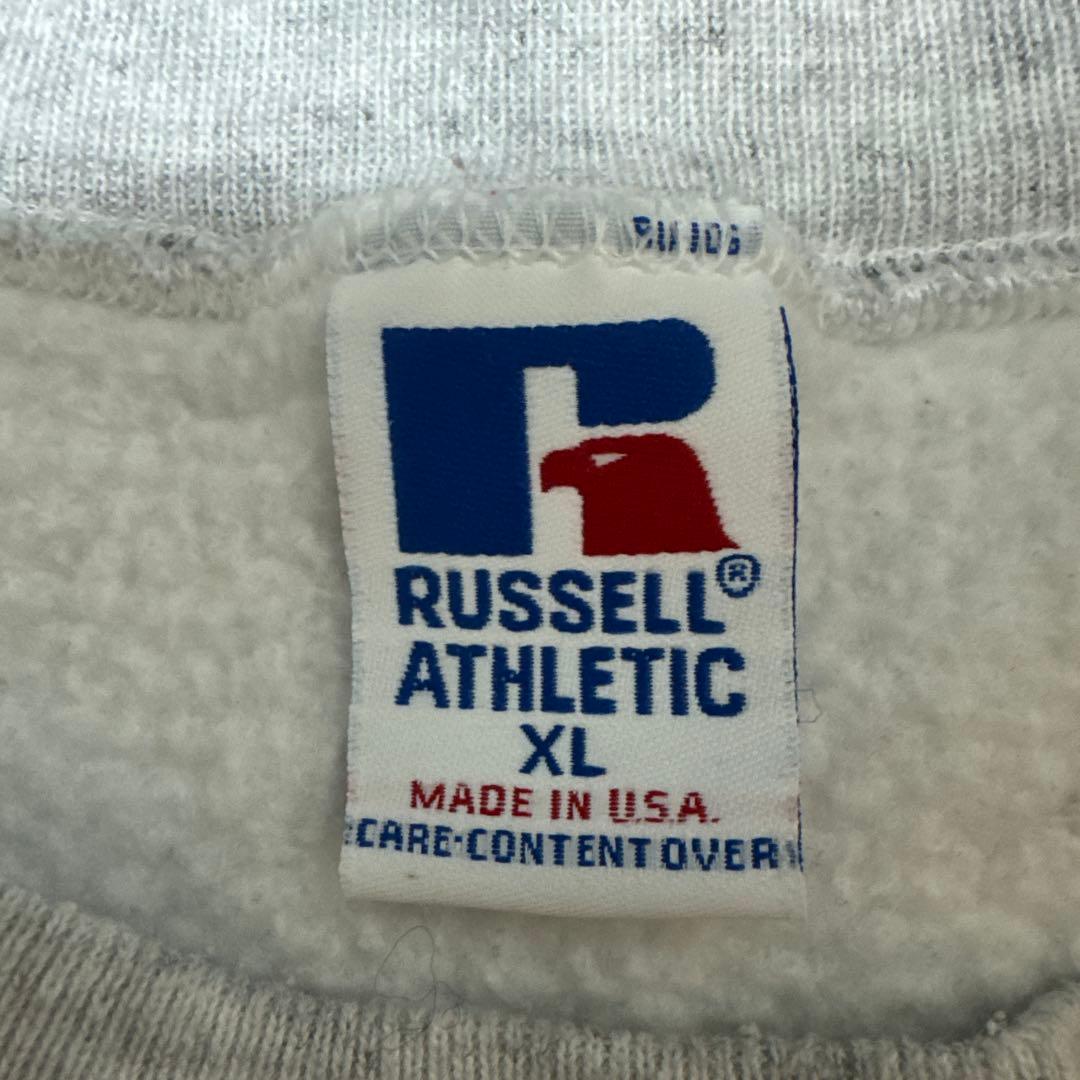 RUSSELL®
ATHLETIC
XL
MADE IN U.S.A.
CARE-CONTENT OVER